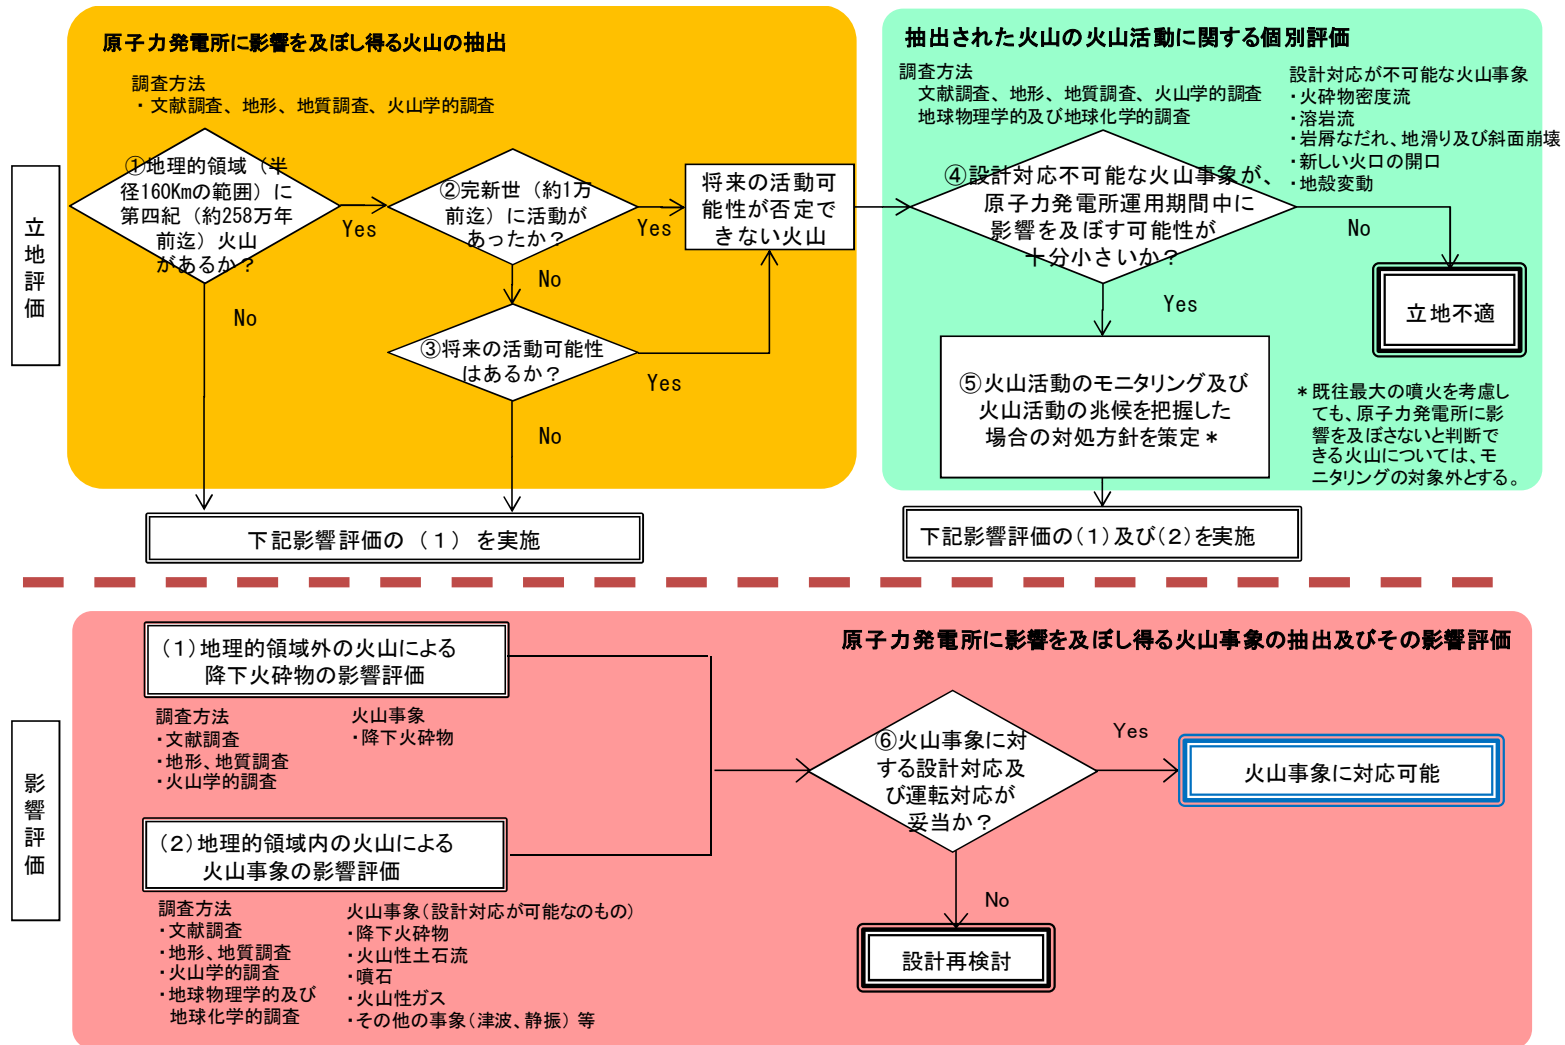 原子力発電所に影響を及ぼし得る火山の抽出
調査方法
・文献調査、地形、地質調査、火山学的調査
①地理的領域（半
径160Kmの範囲）に
第四紀（約258万年
前迄）火山
があるか？
Yes
No
②完新世（約1万
前迄）に活動が
あったか？
Yes
No
③将来の活動可能性
はあるか？
Yes
No
将来の活動可
能性が否定で
きない火山
下記影響評価の（１）を実施
立地評価
抽出された火山の火山活動に関する個別評価
調査方法
文献調査、地形、地質調査、火山学的調査
地球物理学的及び地球化学的調査
設計対応が不可能な火山事象
・火砕物密度流
・溶岩流
・岩屑なだれ、地滑り及び斜面崩壊
・新しい火口の開口
・地殻変動
④設計対応不可能な火山事象が、
原子力発電所運用期間中に
影響を及ぼす可能性が
十分小さいか？
No
Yes
立地不適
⑤火山活動のモニタリング及び
火山活動の兆候を把握した
場合の対処方針を策定＊
＊既往最大の噴火を考慮し
ても、原子力発電所に影
響を及ぼさないと判断で
きる火山については、モ
ニタリングの対象外とする。
下記影響評価の（１）及び（２）を実施
影響評価
原子力発電所に影響を及ぼし得る火山事象の抽出及びその影響評価
（１）地理的領域外の火山による
降下火砕物の影響評価
調査方法
・文献調査
・地形、地質調査
・火山学的調査
火山事象
・降下火砕物
（２）地理的領域内の火山による
火山事象の影響評価
調査方法
・文献調査
・地形、地質調査
・火山学的調査
・地球物理学的及び
地球化学的調査
火山事象（設計対応が可能なのもの）
・降下火砕物
・火山性土石流
・噴石
・火山性ガス
・その他の事象（津波、静振）等
⑥火山事象に対
する設計対応及
び運転対応が
妥当か？
Yes
火山事象に対応可能
No
設計再検討